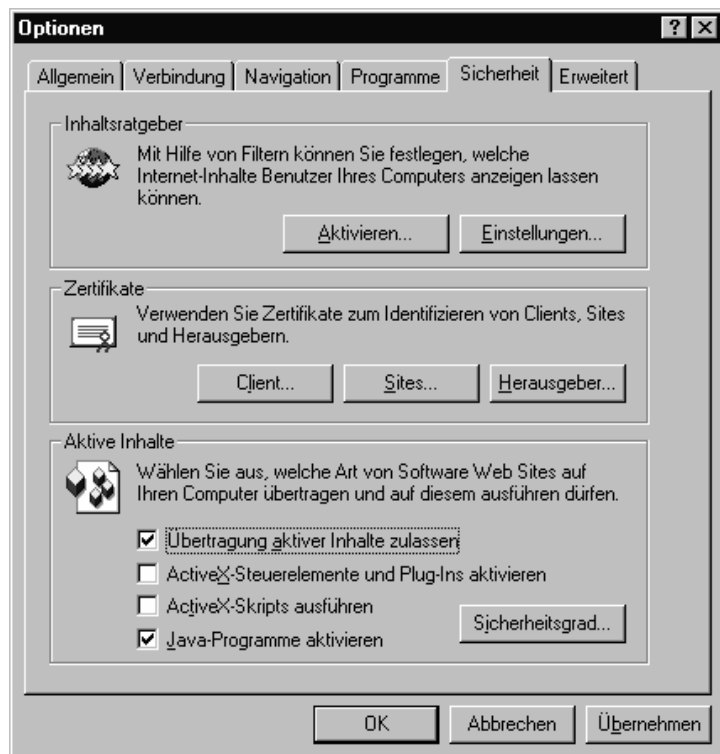 Optionen
Allgemein
Verbindung
Navigation
Programme
Sicherheit
Erweitert
Inhaltsratgeber
Mit Hilfe von Filtern können Sie festlegen, welche
Internet-Inhalte Benutzer Ihres Computers anzeigen lassen
können.
Aktivieren...
Einstellungen...
Zertifikate
Verwenden Sie Zertifikate zum Identifizieren von Clients, Sites
und Herausgebern.
Client...
Sites...
Herausgeber...
Aktive Inhalte
Wählen Sie aus, welche Art von Software Web Sites auf
Ihren Computer übertragen und auf diesem ausführen dürfen.
Übertragung aktiver Inhalte zulassen
ActiveX-Steuerelemente und Plug-Ins aktivieren
ActiveX-Skripts ausführen
Java-Programme aktivieren
Sicherheitsgrad...
OK
Abbrechen
Übernehmen